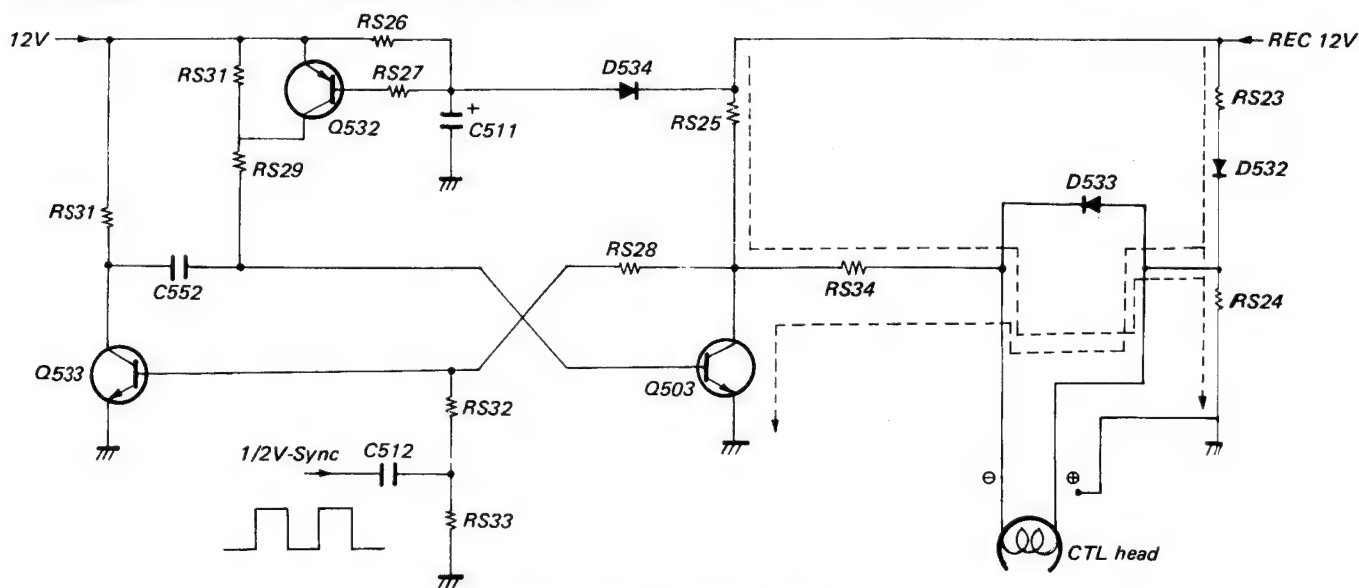 RS26
12V
REC 12V
RS31
RS27
D534
RS23
Q532
C511
RS25
RS29
D532
D533
RS31
RS28
C552
RS34
RS24
Q533
Q503
RS32
1/2V-Sync
C512
⊖
⊕
RS33
CTL head
+